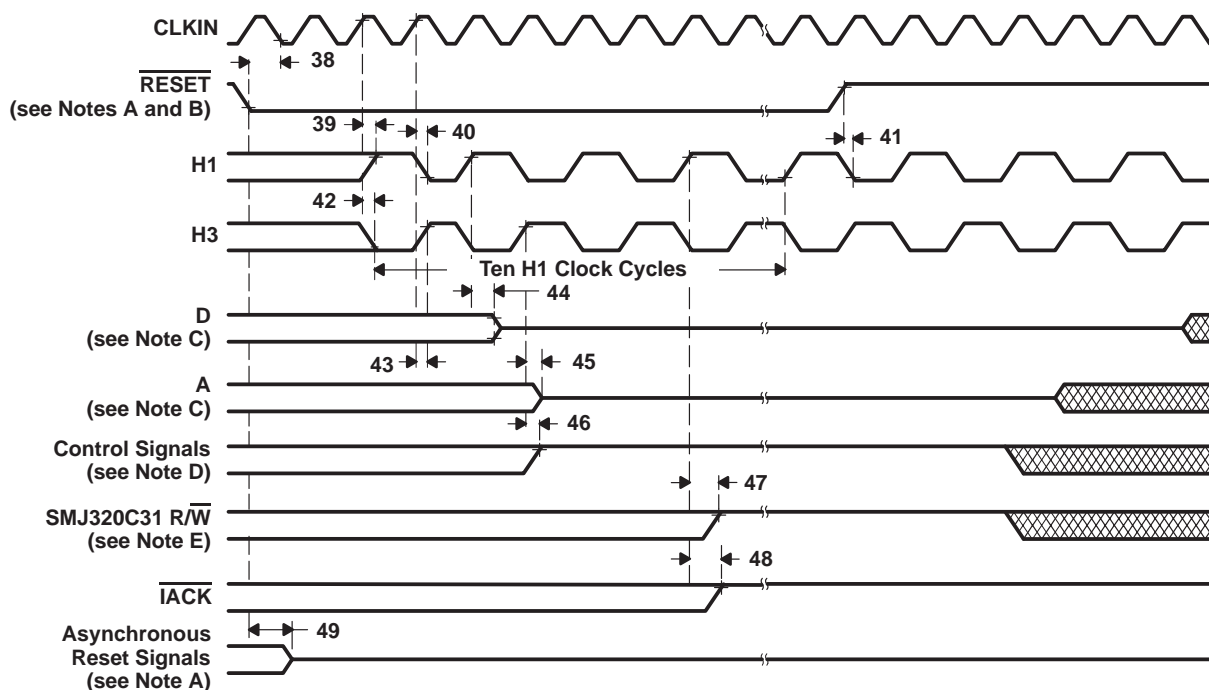 CLKIN
38
RESET
(see Notes A and B)
39
40
41
H1
42
H3
Ten H1 Clock Cycles
44
D
(see Note C)
43
45
A
(see Note C)
46
Control Signals
(see Note D)
47
SMJ320C31 R/W
(see Note E)
48
IACK
49
Asynchronous
Reset Signals
(see Note A)